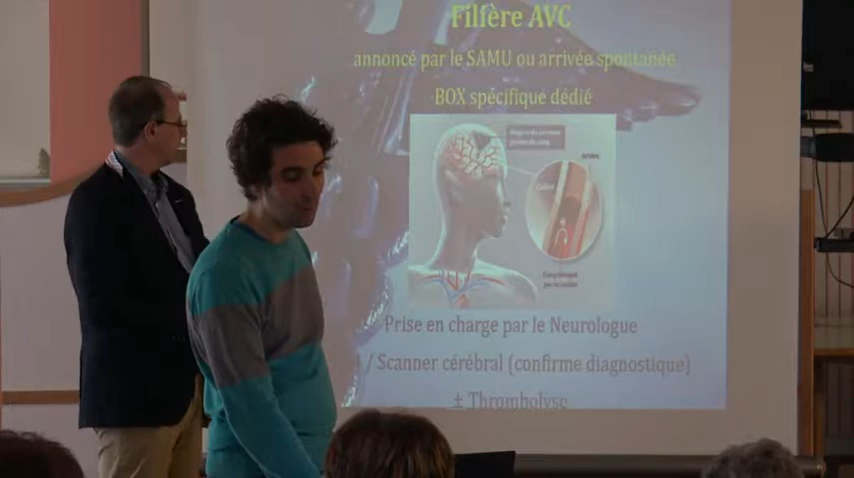 Filière AVC
annoncé par le SAMU ou arrivée spontanée
BOX spécifique dédié
Prise en charge par le Neurologue
/ Scanner cérébral (confirme diagnostique)
± Thrombolyse